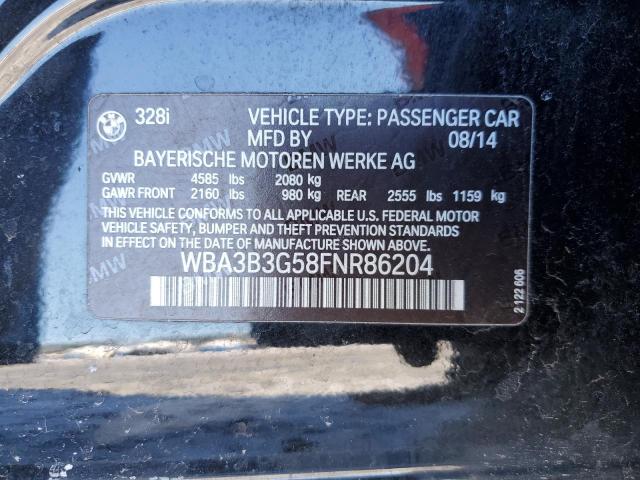 328i VEHICLE TYPE: PASSENGER CAR
MFD BY 08/14
BAYERISCHE MOTOREN WERKE AG
GVWR 4585 lbs 2080 kg
GAWR FRONT 2160 lbs 980 kg REAR 2555 lbs 1159 kg
THIS VEHICLE CONFORMS TO ALL APPLICABLE U.S. FEDERAL MOTOR
VEHICLE SAFETY, BUMPER AND THEFT PREVENTION STANDARDS
IN EFFECT ON THE DATE OF MANUFACTURE SHOWN ABOVE.
WBA3B3G58FNR86204
2 122 606